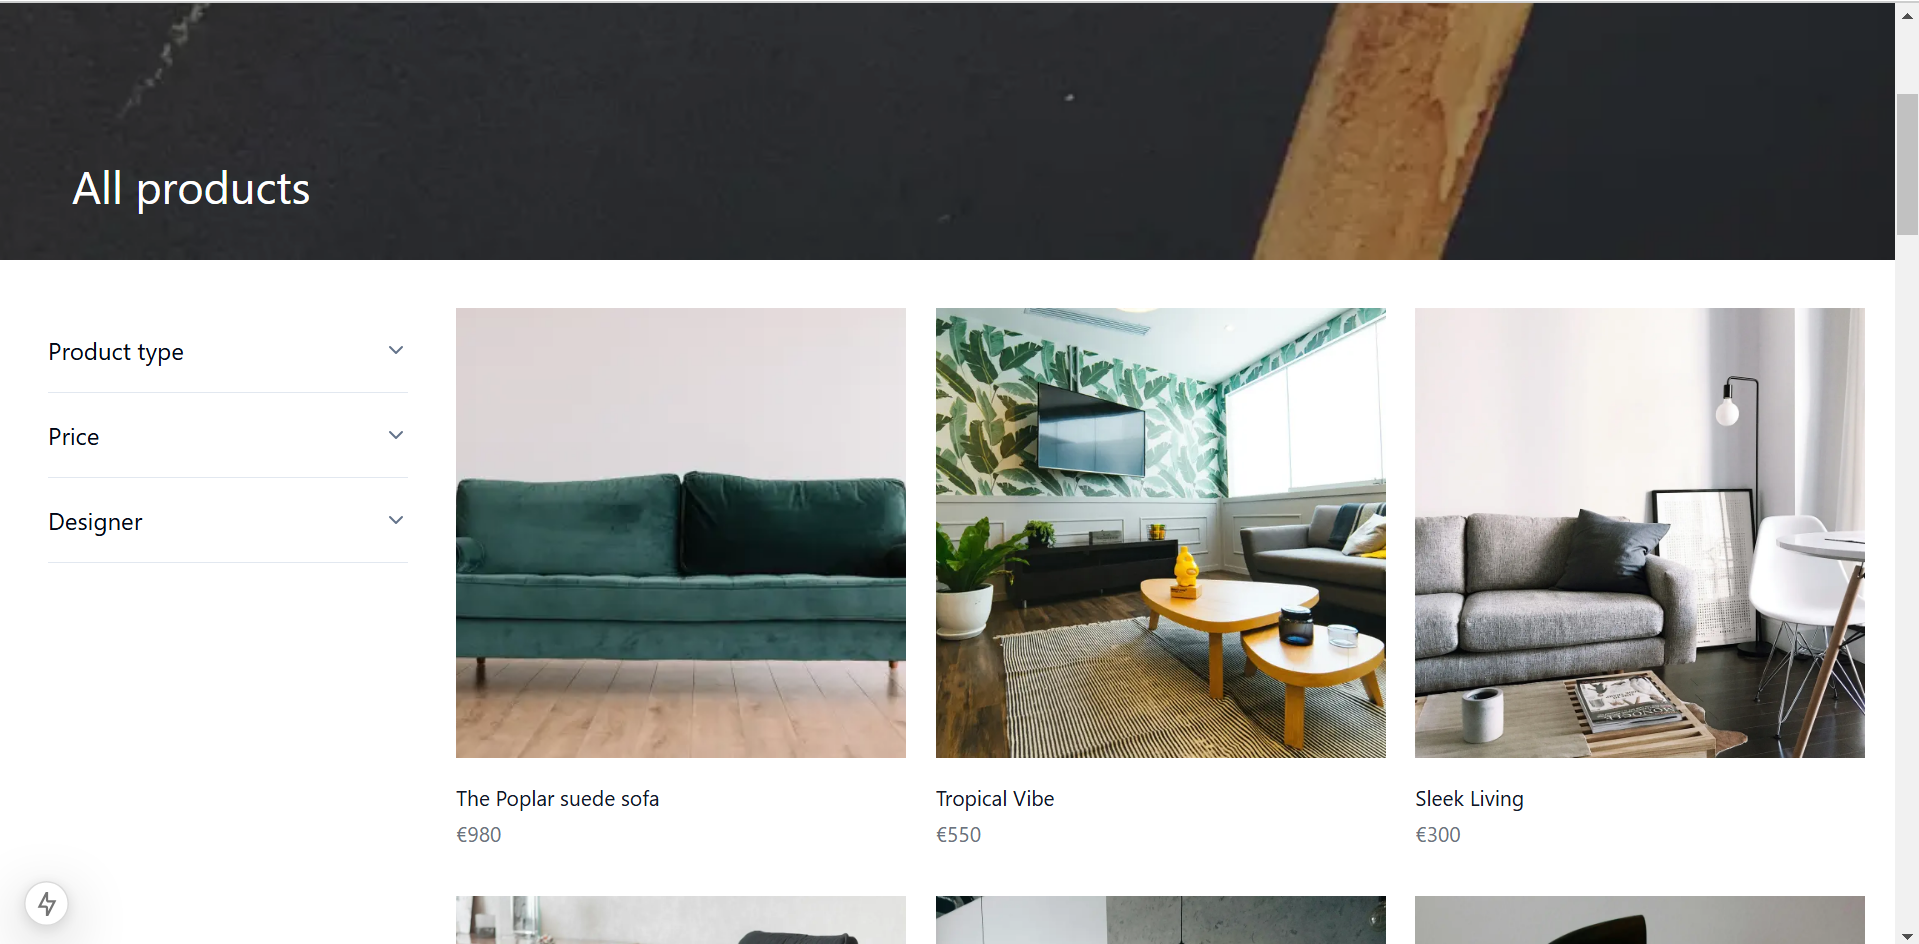 All products
Product type
Price
Designer
The Poplar suede sofa
€980
Tropical Vibe
€550
Sleek Living
€300